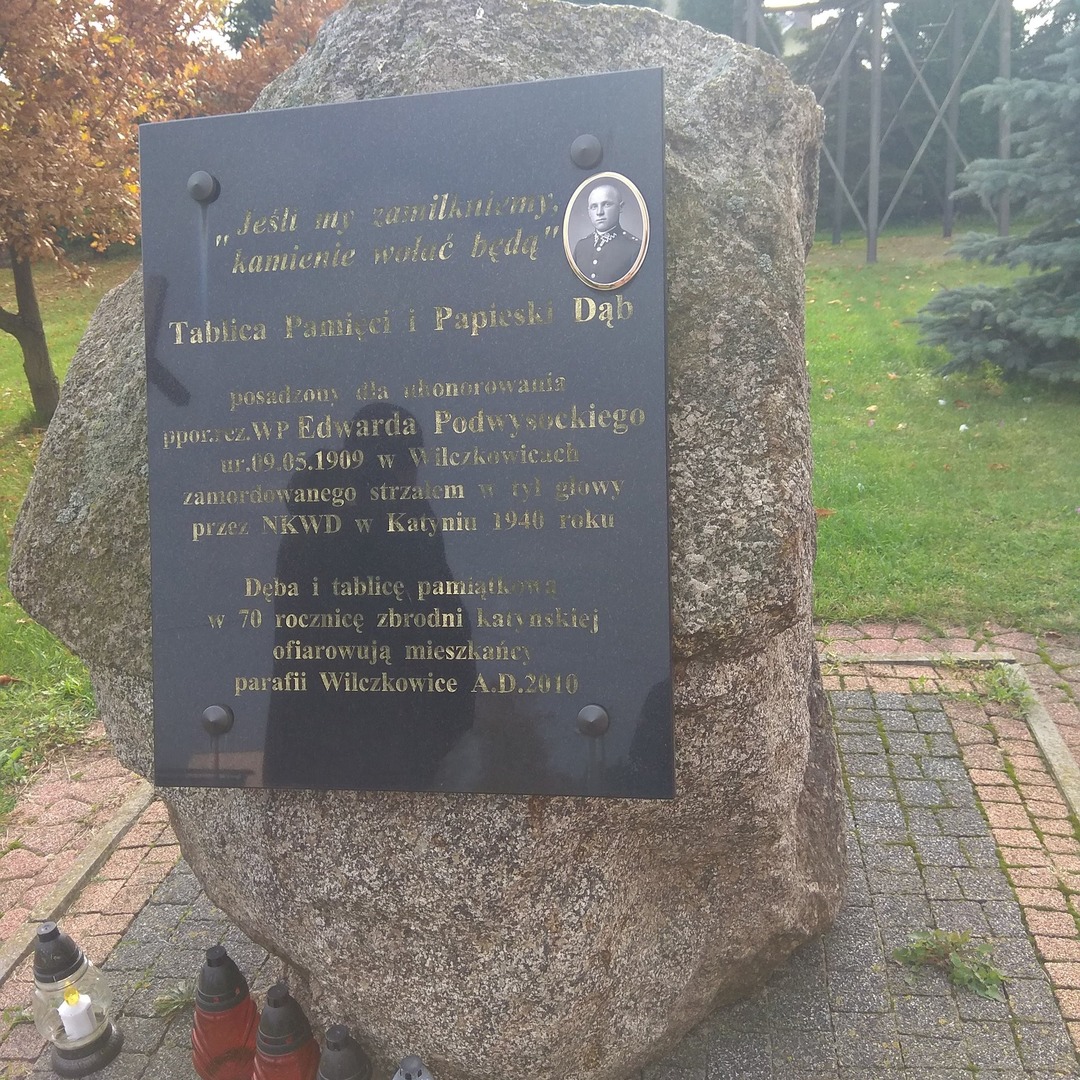 „Jeśli my zamilkniemy,
kamienie wołać będą"
Tablica Pamięci i Papieski Dąb
posadzony dla uhonorowania
ppor.rez.WP Edwarda Podwysockiego
ur.09.05.1909 w Wilczkowicach
zamordowanego strzałem w tył głowy
przez NKWD w Katyniu 1940 roku
Dęba i tablicę pamiątkową
w 70 rocznicę zbrodni katyńskiej
ofiarowują mieszkańcy
parafii Wilczkowice A.D.2010